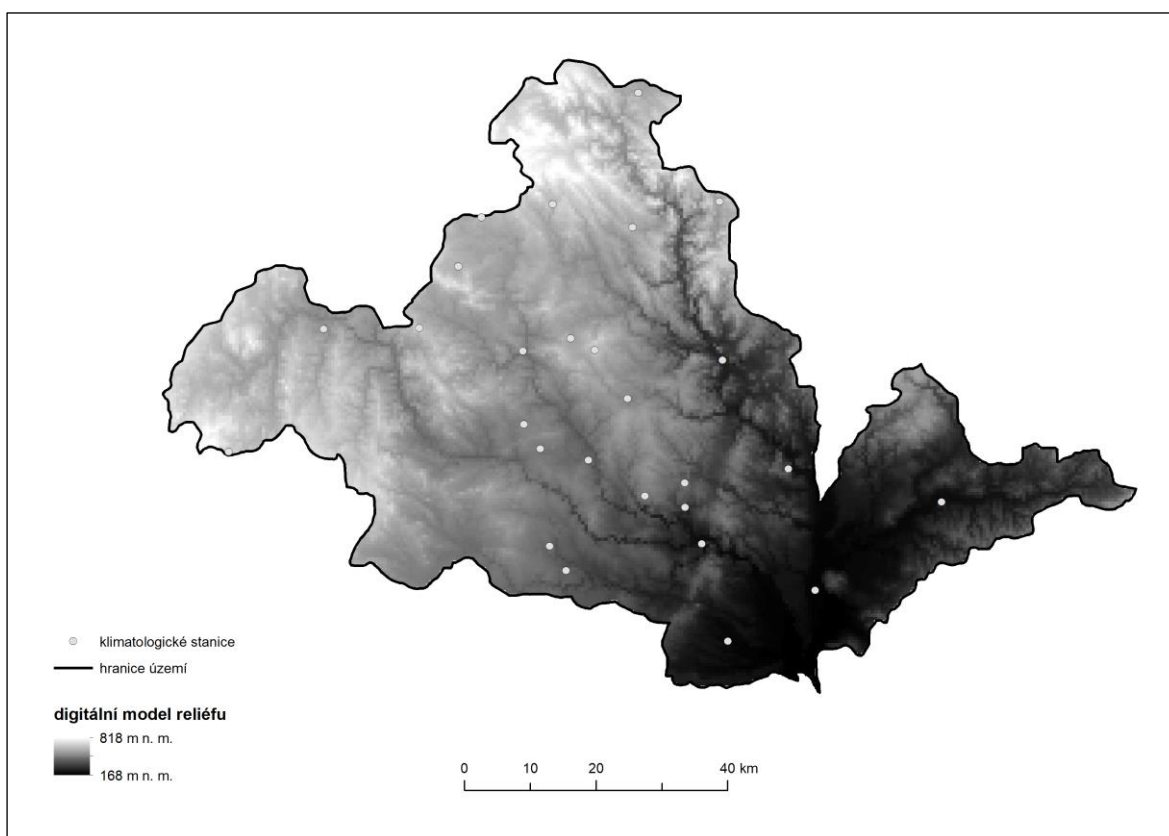 klimatologické stanice
hranice území
digitální model reliéfu
818 m n. m.
168 m n. m.
0 10 20 40 km